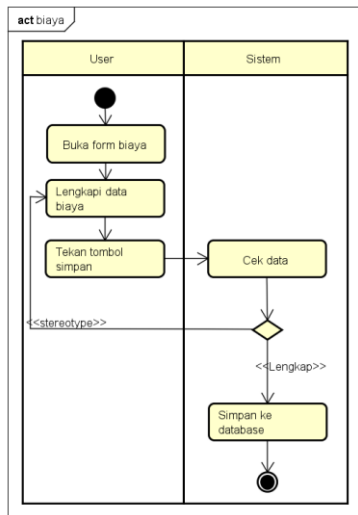 act biaya
User
Sistem
Buka form biaya
Lengkapi data
biaya
Tekan tombol
simpan
Cek data
<<stereotype>>
<<Lengkap>>
Simpan ke
database